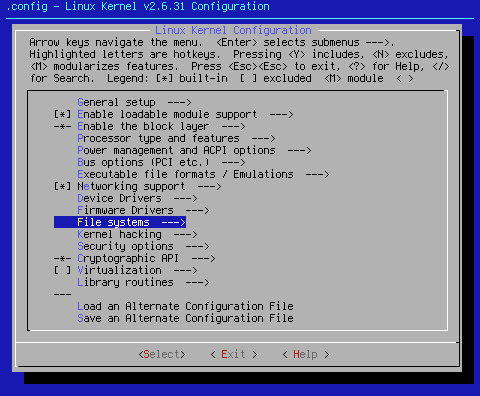 .config - Linux Kernel v2.6.31 Configuration
Linux Kernel Configuration
Arrow keys navigate the menu. <Enter> selects submenus --->.
Highlighted letters are hotkeys. Pressing <Y> includes, <N> excludes,
<M> modularizes features. Press <Esc><Esc> to exit, <?> for Help, </>
for Search. Legend: [*] built-in [ ] excluded <M> module < >
General setup --->
[*] Enable loadable module support --->
-*- Enable the block layer --->
Processor type and features --->
Power management and ACPI options --->
Bus options (PCI etc.) --->
Executable file formats / Emulations --->
[*] Networking support --->
Device Drivers --->
Firmware Drivers --->
File systems --->
Kernel hacking --->
Security options --->
-*- Cryptographic API --->
[ ] Virtualization --->
Library routines --->
---
Load an Alternate Configuration File
Save an Alternate Configuration File
<Select> < Exit > < Help >